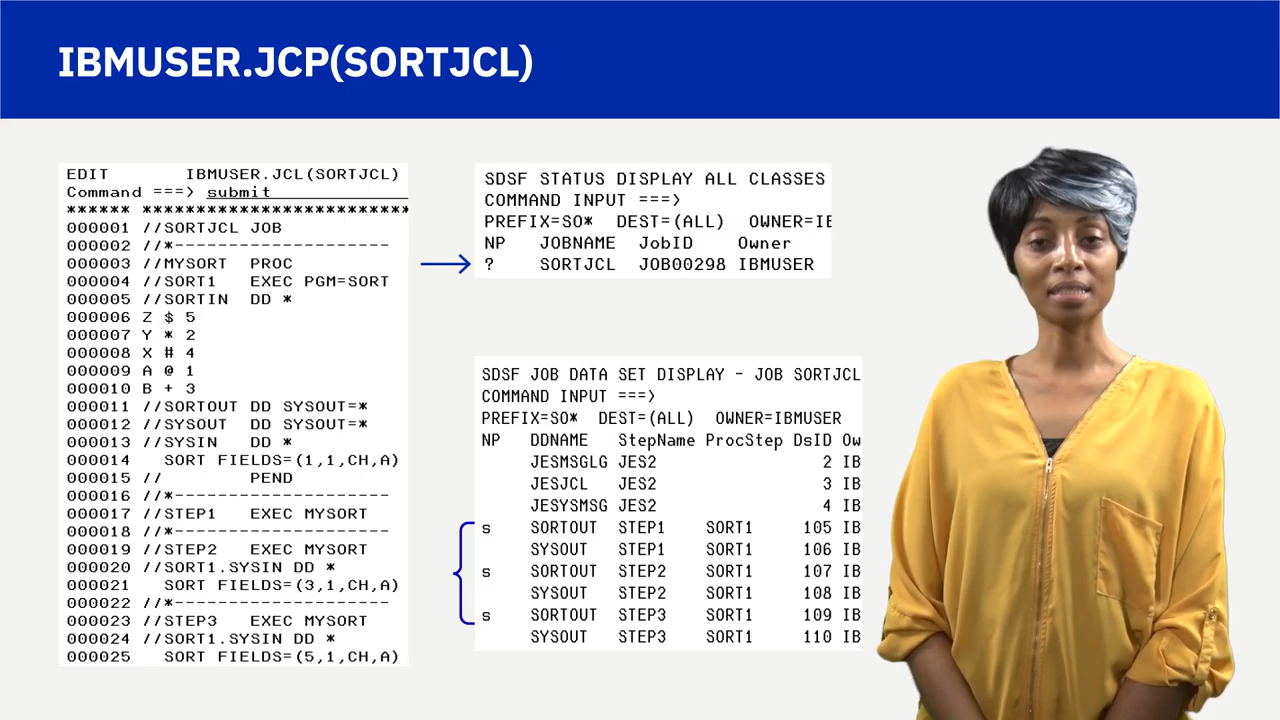 IBMUSER.JCP(SORTJCL)
EDIT IBMUSER.JCL(SORTJCL)
Command ===> submit
****** *************************
000001 //SORTJCL JOB
000002 //*--------------------
000003 //MYSORT PROC
000004 //SORT1 EXEC PGM=SORT
000005 //SORTIN DD *
000006 Z $ 5
000007 Y * 2
000008 X # 4
000009 A @ 1
000010 B + 3
000011 //SORTOUT DD SYSOUT=*
000012 //SYSOUT DD SYSOUT=*
000013 //SYSIN DD *
000014 SORT FIELDS=(1,1,CH,A)
000015 // PEND
000016 //*--------------------
000017 //STEP1 EXEC MYSORT
000018 //*--------------------
000019 //STEP2 EXEC MYSORT
000020 //SORT1.SYSIN DD *
000021 SORT FIELDS=(3,1,CH,A)
000022 //*--------------------
000023 //STEP3 EXEC MYSORT
000024 //SORT1.SYSIN DD *
000025 SORT FIELDS=(5,1,CH,A)
SDSF STATUS DISPLAY ALL CLASSES
COMMAND INPUT ===>
PREFIX=SO* DEST=(ALL) OWNER=IB
NP JOBNAME JobID Owner
? SORTJCL JOB00298 IBMUSER
SDSF JOB DATA SET DISPLAY - JOB SORTJCL
COMMAND INPUT ===>
PREFIX=SO* DEST=(ALL) OWNER=IBMUSER
NP DDNAME StepName ProcStep DsID Ow
JESMSGLG JES2 2 IB
JESJCL JES2 3 IB
JESYSMSG JES2 4 IB
s SORTOUT STEP1 SORT1 105 IB
SYSOUT STEP1 SORT1 106 IB
s SORTOUT STEP2 SORT1 107 IB
SYSOUT STEP2 SORT1 108 IB
s SORTOUT STEP3 SORT1 109 IB
SYSOUT STEP3 SORT1 110 IB